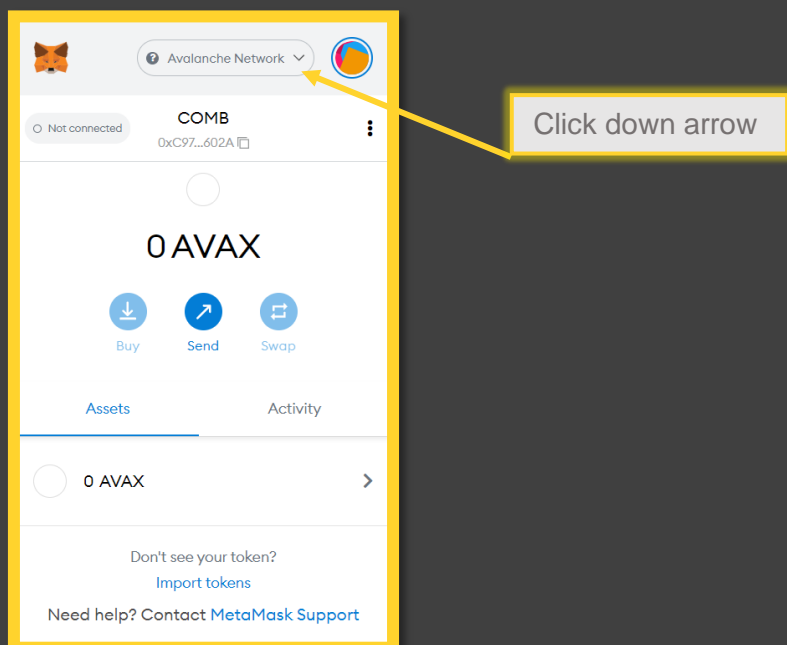 Avalanche Network
Click down arrow
Not connected
COMB
0xC97...602A
0 AVAX
Buy
Send
Swap
Assets
Activity
0 AVAX
Don't see your token?
Import tokens
Need help? Contact MetaMask Support